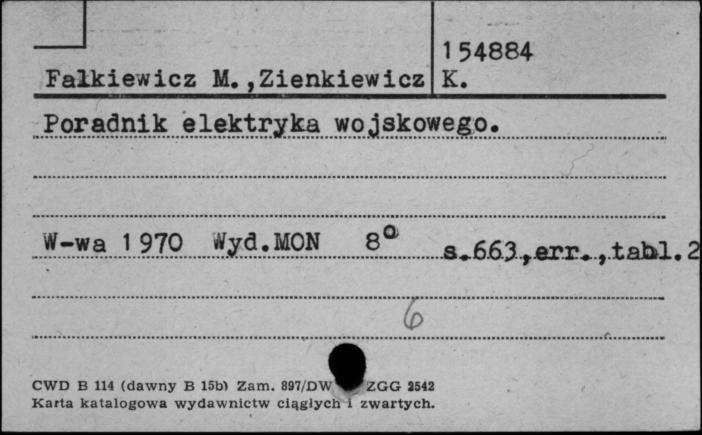 154884
Fałkiewicz M.,Zienkiewicz K.
Poradnik elektryka wojskowego.
W-wa 1970 Wyd.MON 8° s.663,err.,tabl.2
6
CWD B 114 (dawny B 15b) Zam. 897/DW ZGG 2542
Karta katalogowa wydawnictw ciągłych i zwartych.